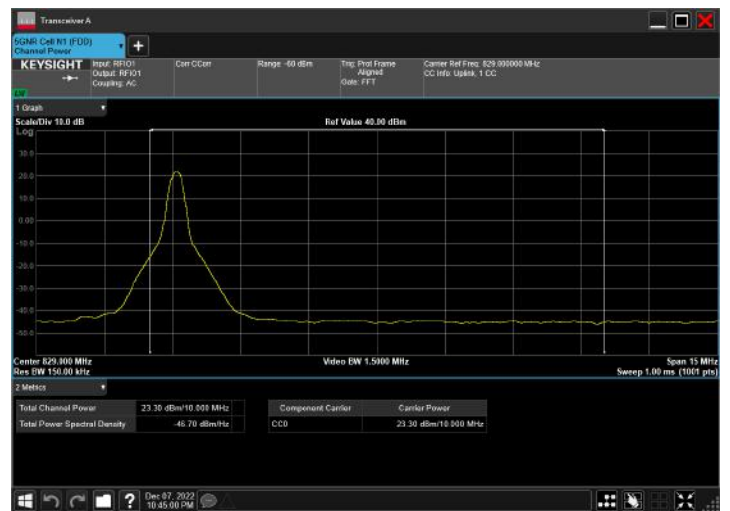 Transceiver A
5GNR Cell N1 (FDD)
Channel Power
KEYSIGHT
Input: RFIO1
Output: RFIO1
Coupling: AC
Corr CCorr
Range: -60 dBm
Trig: Prot Frame
Aligned
Gate: FFT
Carrier Ref Freq: 829.000000 MHz
CC Info: Uplink, 1 CC
1 Graph
Scale/Div 10.0 dB
Ref Value 40.00 dBm
Log
30.0
20.0
10.0
0.00
-10.0
-20.0
-30.0
-40.0
-50.0
Center 829.000 MHz
Video BW 1.5000 MHz
Span 15 MHz
Res BW 150.00 kHz
Sweep 1.00 ms (1001 pts)
2 Metrics
Total Channel Power 23.30 dBm/10.000 MHz
Total Power Spectral Density -46.70 dBm/Hz
Component Carrier Carrier Power
CC0 23.30 dBm/10.000 MHz
Dec 07, 2022
10:45:00 PM